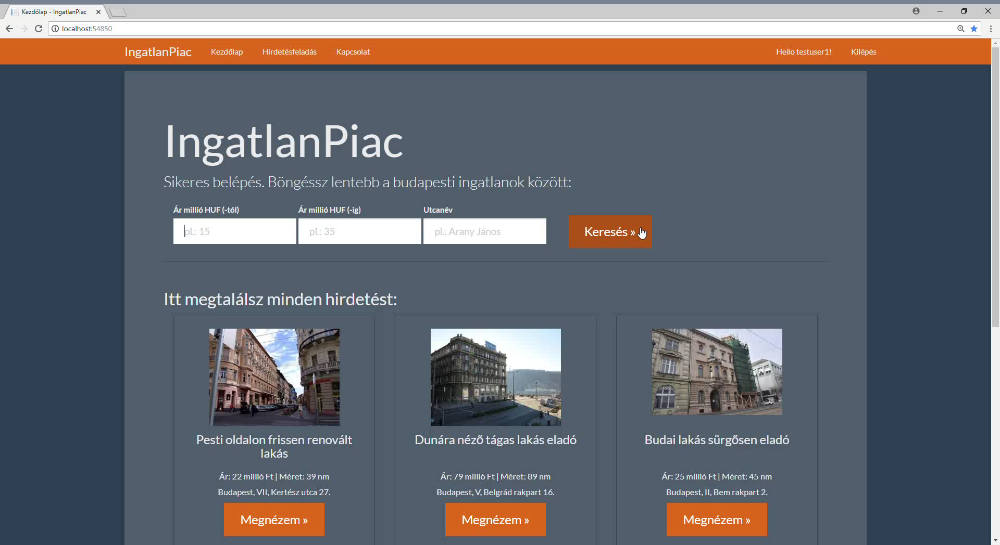 Kezdőlap - IngatlanPiac
localhost:54850
IngatlanPiac Kezdőlap Hirdetésfeladás Kapcsolat Hello testuser1! Kilépés
IngatlanPiac
Sikeres belépés. Böngéssz lentebb a budapesti ingatlanok között:
Ár millió HUF (-tól) Ár millió HUF (-ig) Utcanév
pl.: 15 pl.: 35 pl.: Arany János Keresés »
Itt megtalálsz minden hirdetést:
Pesti oldalon frissen renovált
lakás
Ár: 22 millió Ft | Méret: 39 nm
Budapest, VII, Kertész utca 27.
Megnézem »
Dunára néző tágas lakás eladó
Ár: 79 millió Ft | Méret: 89 nm
Budapest, V, Belgrád rakpart 16.
Megnézem »
Budai lakás sürgősen eladó
Ár: 25 millió Ft | Méret: 45 nm
Budapest, II, Bem rakpart 2.
Megnézem »